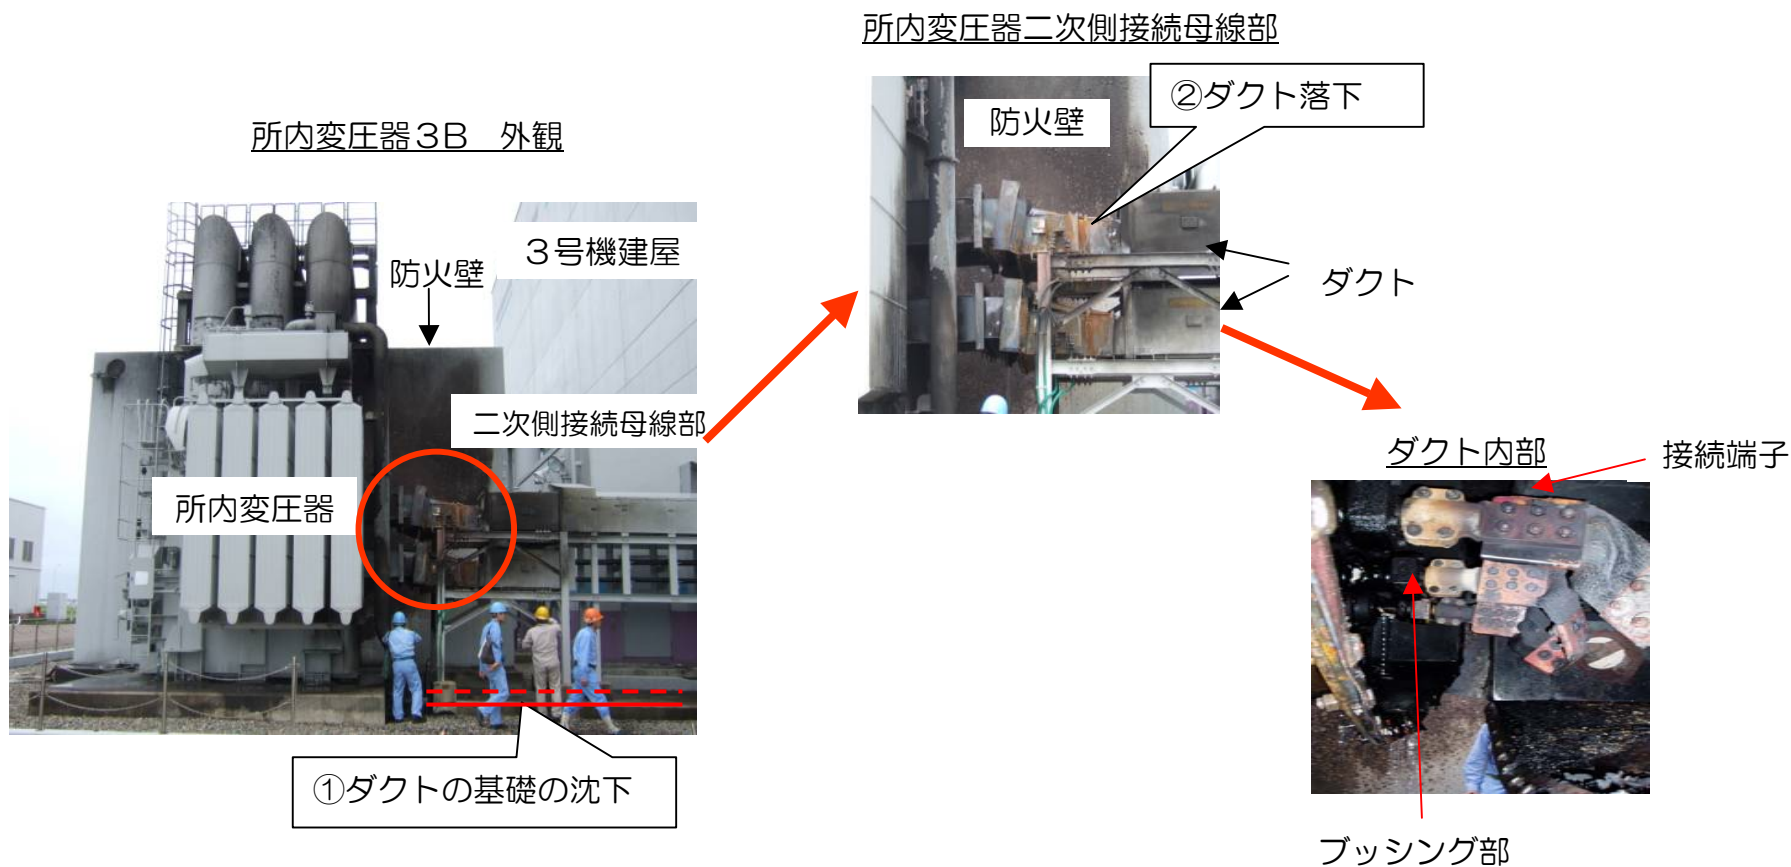 所内変圧器二次側接続母線部
②ダクト落下
防火壁
所内変圧器３Ｂ　外観
３号機建屋
防火壁
ダクト
二次側接続母線部
ダクト内部
接続端子
所内変圧器
①ダクトの基礎の沈下
ブッシング部